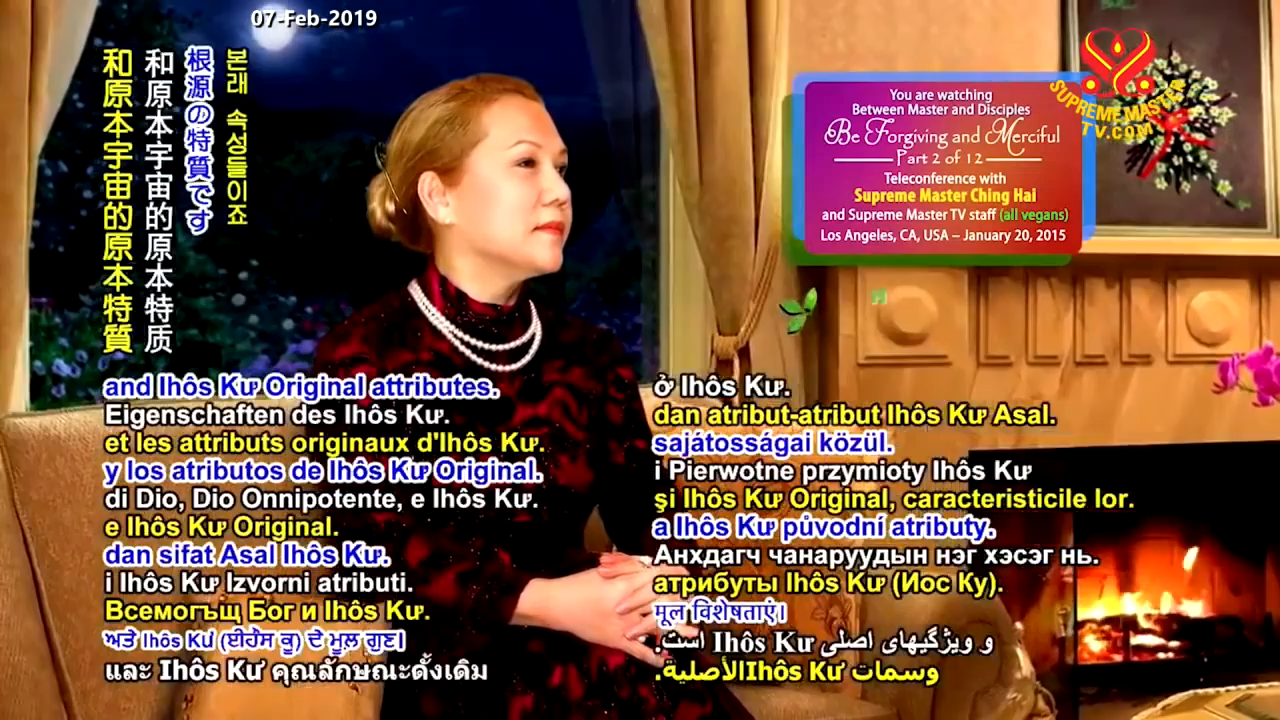 07-Feb-2019
본래 속성들이죠
根源の特質です
和原本宇宙的原本特质
和原本宇宙的原本特質
You are watching
Between Master and Disciples
Be Forgiving and Merciful
Part 2 of 12
Teleconference with
Supreme Master Ching Hai
and Supreme Master TV staff (all vegans)
Los Angeles, CA, USA – January 20, 2015
SUPREME MASTER
TV.COM
and Ihôs Kư Original attributes.
Eigenschaften des Ihôs Kư.
et les attributs originaux d'Ihôs Kư.
y los atributos de Ihôs Kư Original.
di Dio, Dio Onnipotente, e Ihôs Kư.
e Ihôs Kư Original.
dan sifat Asal Ihôs Kư.
i Ihôs Kư Izvorni atributi.
Всемогъщ Бог и Ihôs Kư.
ਅਤੇ Ihôs Kư (ਈਹੌਸ ਕੂ) ਦੇ ਮੂਲ ਗੁਣ।
และ Ihôs Kư คุณลักษณะดั้งเดิม
ở Ihôs Kư.
dan atribut-atribut Ihôs Kư Asal.
sajátosságai közül.
i Pierwotne przymioty Ihôs Kư
şi Ihôs Kư Original, caracteristicile lor.
a Ihôs Kư původní atributy.
Анхдагч чанаруудын нэг хэсэг нь.
атрибуты Ihôs Kư (Иос Ку).
मूल विशेषताएं।
و ویژگیهای اصلی Ihôs Kư است.
وسمات Ihôs Kưالأصلية.